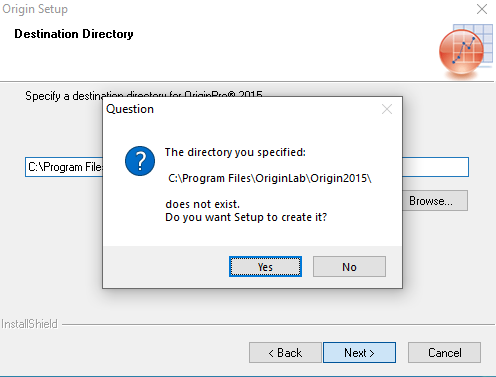 Origin Setup
Destination Directory
Specify a destination directory for OriginPro® 2015.
Question
The directory you specified:
C:\Program Files\OriginLab\Origin2015\
does not exist.
Do you want Setup to create it?
C:\Program Files
Browse...
Yes
No
InstallShield
< Back
Next >
Cancel